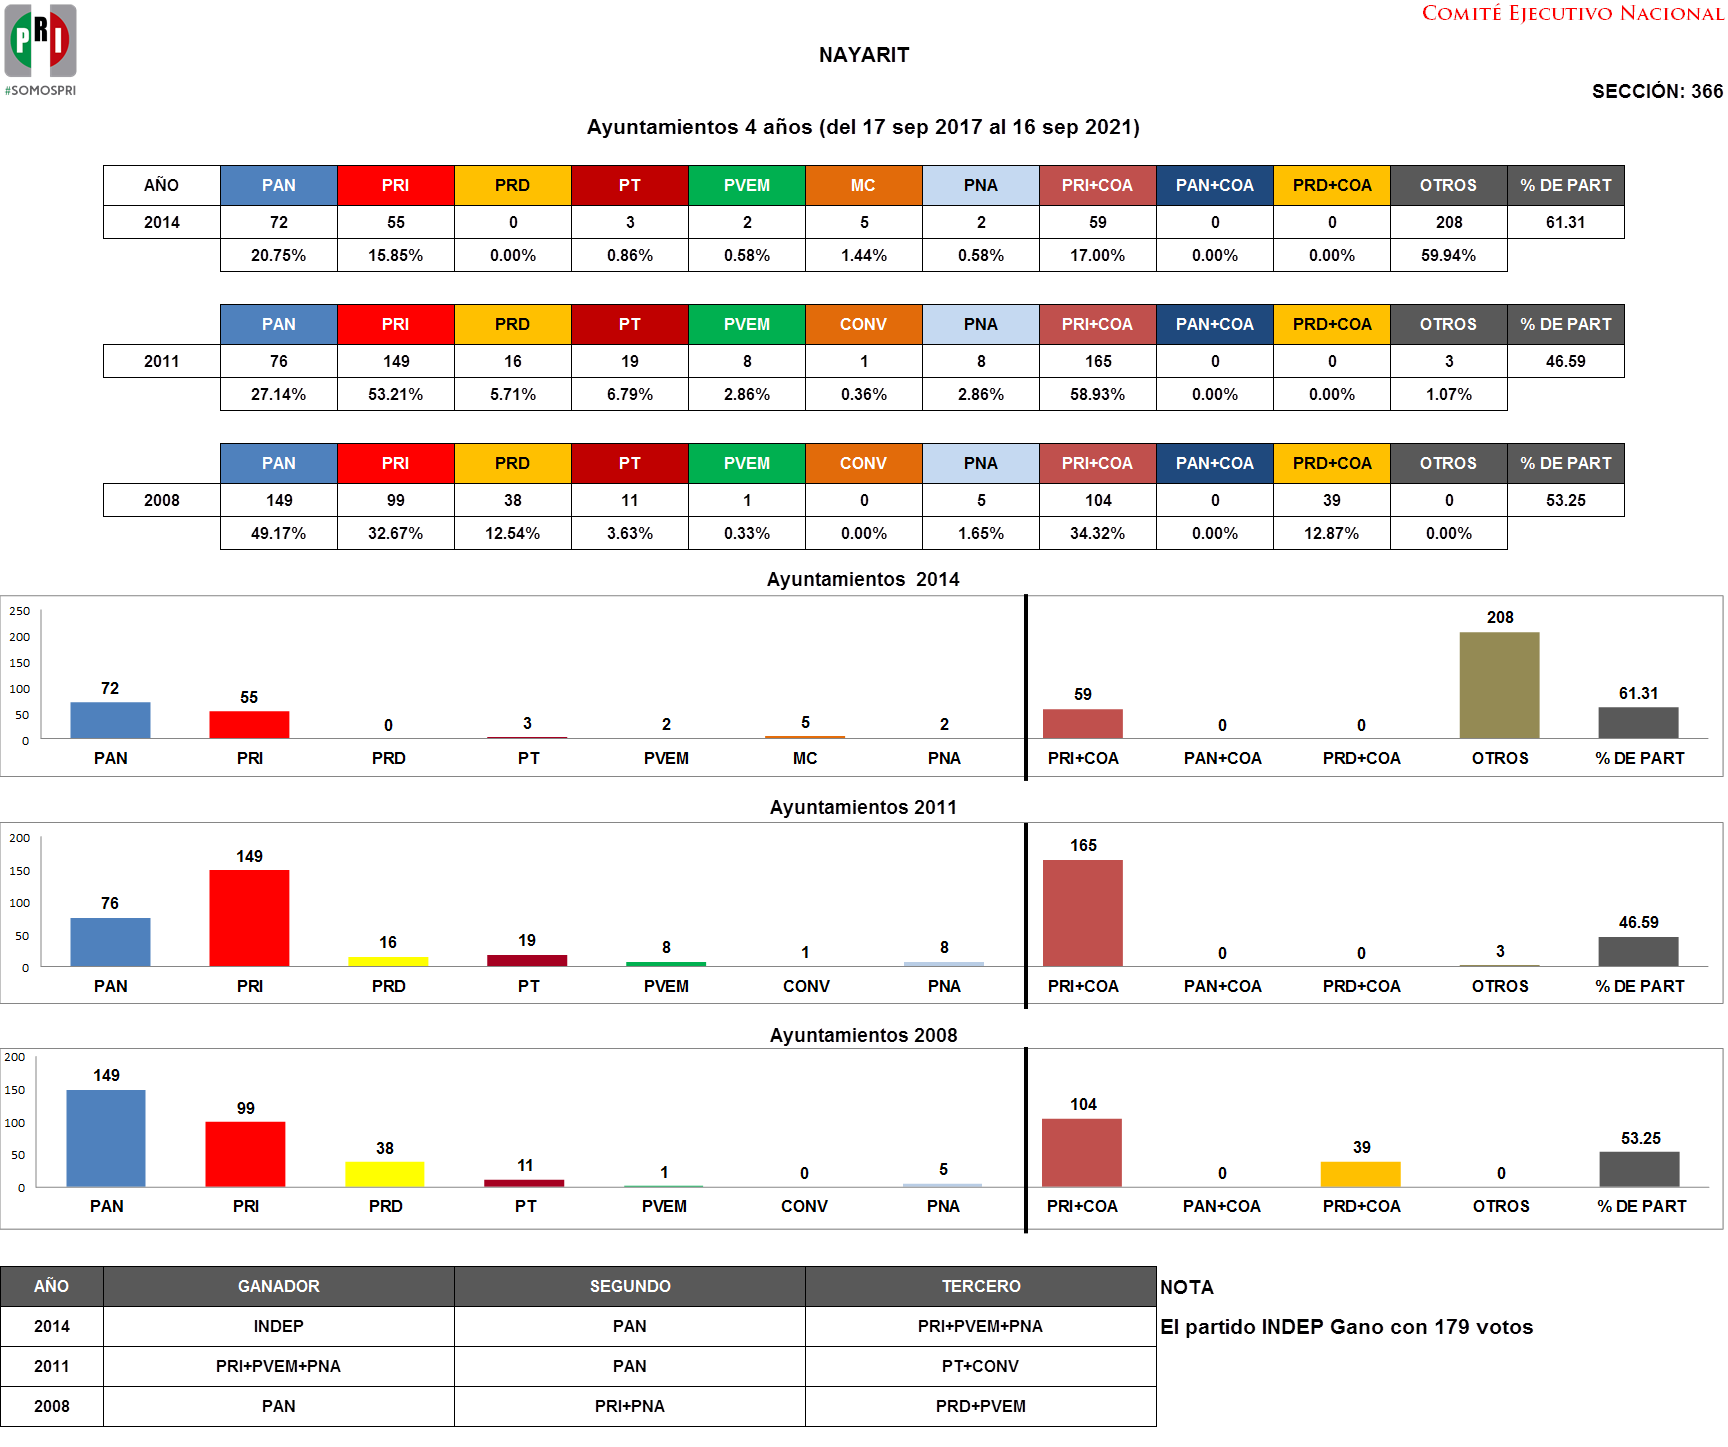 COMITÉ EJECUTIVO NACIONAL
PRI
#SOMOSPRI
NAYARIT
SECCIÓN: 366
Ayuntamientos 4 años (del 17 sep 2017 al 16 sep 2021)
AÑO PAN PRI PRD PT PVEM MC PNA PRI+COA PAN+COA PRD+COA OTROS % DE PART
2014 72 55 0 3 2 5 2 59 0 0 208 61.31
20.75% 15.85% 0.00% 0.86% 0.58% 1.44% 0.58% 17.00% 0.00% 0.00% 59.94%
PAN PRI PRD PT PVEM CONV PNA PRI+COA PAN+COA PRD+COA OTROS % DE PART
2011 76 149 16 19 8 1 8 165 0 0 3 46.59
27.14% 53.21% 5.71% 6.79% 2.86% 0.36% 2.86% 58.93% 0.00% 0.00% 1.07%
PAN PRI PRD PT PVEM CONV PNA PRI+COA PAN+COA PRD+COA OTROS % DE PART
2008 149 99 38 11 1 0 5 104 0 39 0 53.25
49.17% 32.67% 12.54% 3.63% 0.33% 0.00% 1.65% 34.32% 0.00% 12.87% 0.00%
Ayuntamientos 2014
250
200
150
100
50
0
72 55 0 3 2 5 2 59 0 0 208 61.31
PAN PRI PRD PT PVEM MC PNA PRI+COA PAN+COA PRD+COA OTROS % DE PART
Ayuntamientos 2011
200
150
100
50
0
76 149 16 19 8 1 8 165 0 0 3 46.59
PAN PRI PRD PT PVEM CONV PNA PRI+COA PAN+COA PRD+COA OTROS % DE PART
Ayuntamientos 2008
200
150
100
50
0
149 99 38 11 1 0 5 104 0 39 0 53.25
PAN PRI PRD PT PVEM CONV PNA PRI+COA PAN+COA PRD+COA OTROS % DE PART
AÑO GANADOR SEGUNDO TERCERO NOTA
2014 INDEP PAN PRI+PVEM+PNA El partido INDEP Gano con 179 votos
2011 PRI+PVEM+PNA PAN PT+CONV
2008 PAN PRI+PNA PRD+PVEM